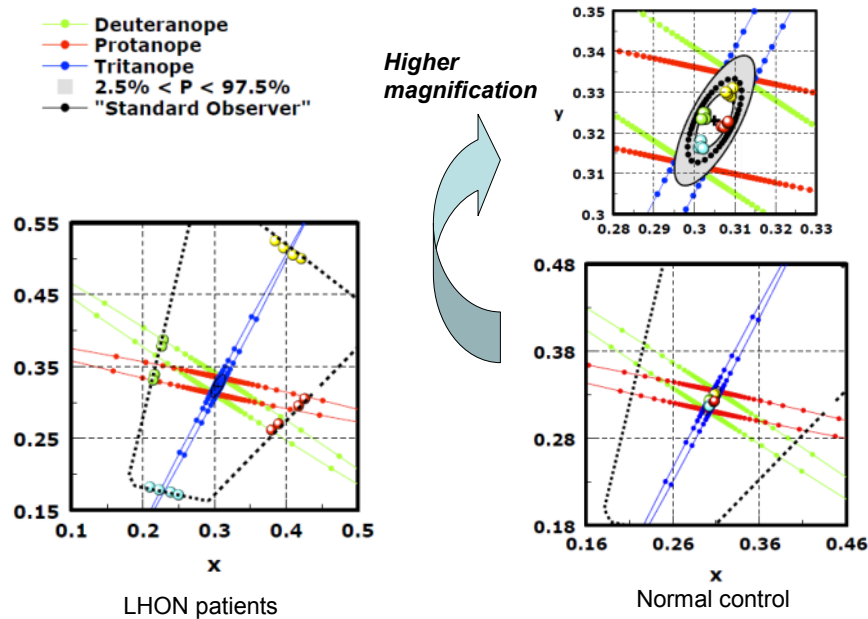 Deuteranope
Protanope
Tritanope
2.5% < P < 97.5%
"Standard Observer"
Higher
magnification
0.35
0.34
0.33
y
0.32
0.31
0.3
0.28 0.29 0.3 0.31 0.32 0.33
0.55
0.45
0.35
0.25
0.15
0.1 0.2 0.3 0.4 0.5
x
LHON patients
0.48
0.38
0.28
0.18
0.16 0.26 0.36 0.46
x
Normal control